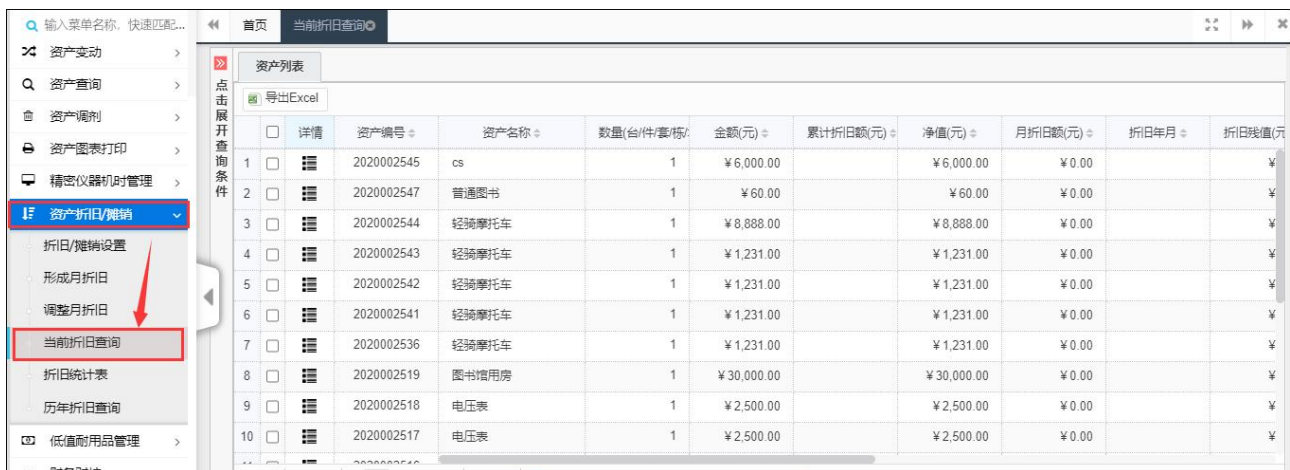 输入菜单名称, 快速匹配...
首页
当前折旧查询
资产变动
资产查询
资产调剂
资产图表打印
精密仪器机时管理
资产折旧/摊销
折旧/摊销设置
形成月折旧
调整月折旧
当前折旧查询
折旧统计表
历年折旧查询
低值耐用品管理
点击展开查询条件
资产列表
导出Excel
详情 资产编号 资产名称 数量(台/件/套/栋/ 金额(元) 累计折旧额(元) 净值(元) 月折旧额(元) 折旧年月 折旧残值(元
1 2020002545 cs 1 ¥6,000.00 ¥6,000.00 ¥0.00 ¥
2 2020002547 普通图书 1 ¥60.00 ¥60.00 ¥0.00 ¥
3 2020002544 轻骑摩托车 1 ¥8,888.00 ¥8,888.00 ¥0.00 ¥
4 2020002543 轻骑摩托车 1 ¥1,231.00 ¥1,231.00 ¥0.00 ¥
5 2020002542 轻骑摩托车 1 ¥1,231.00 ¥1,231.00 ¥0.00 ¥
6 2020002541 轻骑摩托车 1 ¥1,231.00 ¥1,231.00 ¥0.00 ¥
7 2020002536 轻骑摩托车 1 ¥1,231.00 ¥1,231.00 ¥0.00 ¥
8 2020002519 图书馆用房 1 ¥30,000.00 ¥30,000.00 ¥0.00 ¥
9 2020002518 电压表 1 ¥2,500.00 ¥2,500.00 ¥0.00 ¥
10 2020002517 电压表 1 ¥2,500.00 ¥2,500.00 ¥0.00 ¥